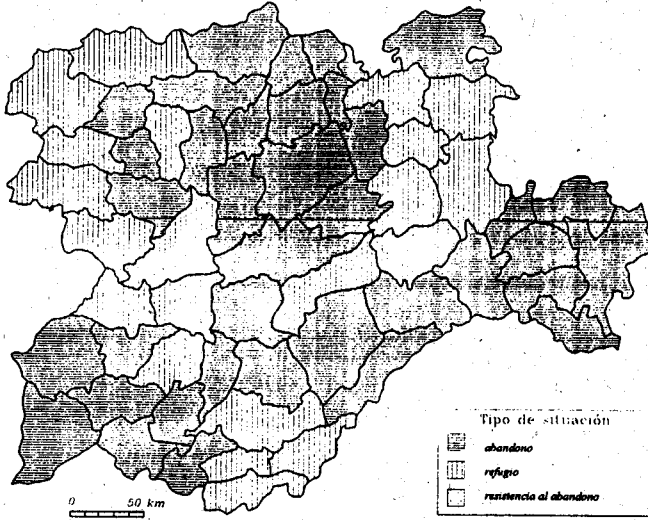 Tipo de situación
abandono
refugio
resistencia al abandono
0 50 km